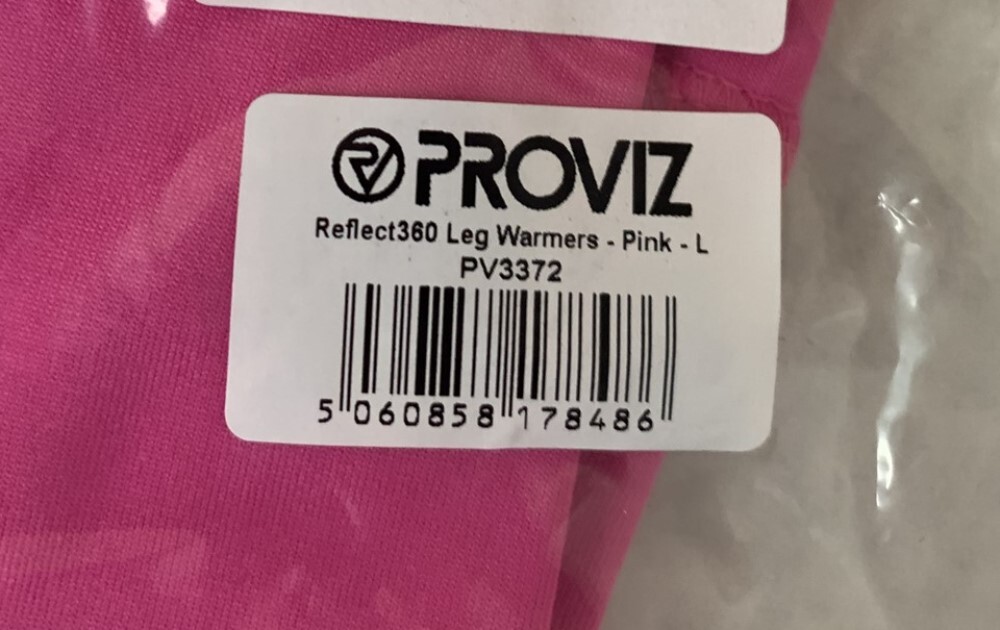 PROVIZ
Reflect360 Leg Warmers - Pink - L
PV3372
5 060858 178486